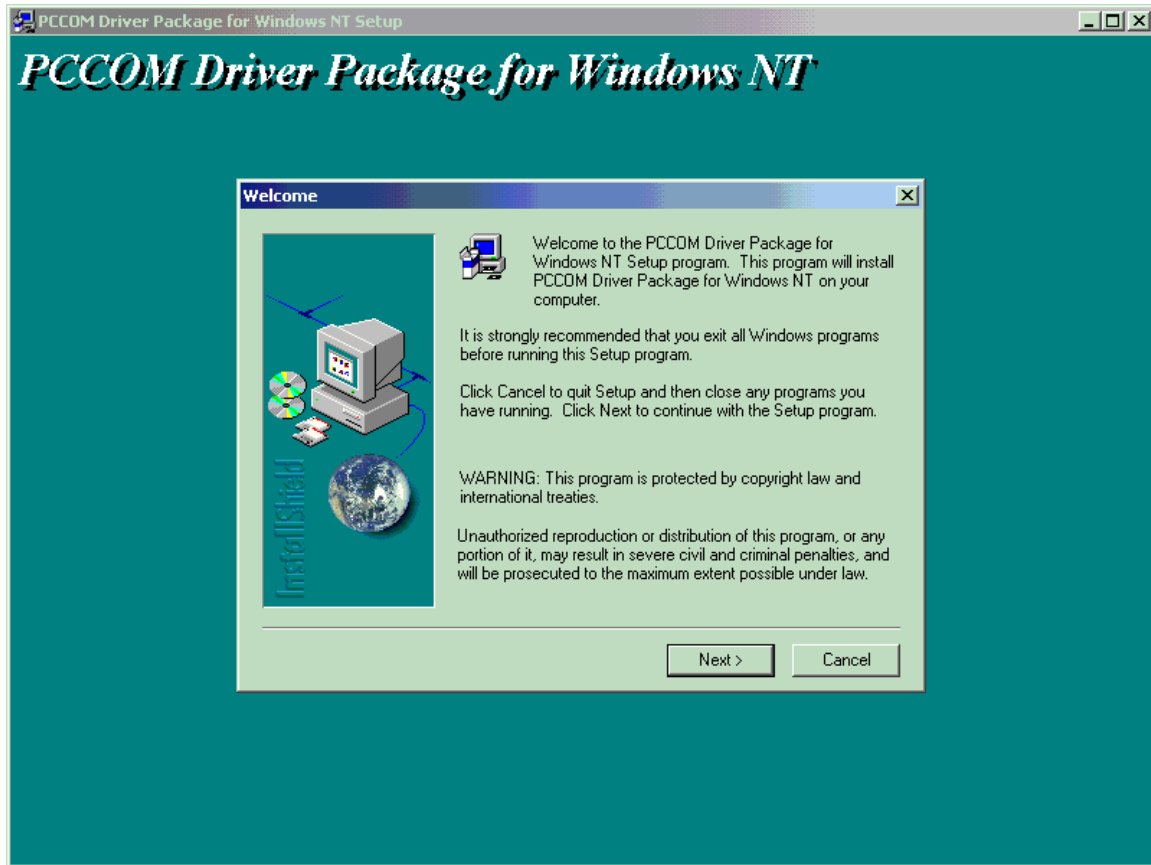 PCCOM Driver Package for Windows NT Setup
PCCOM Driver Package for Windows NT
Welcome
Welcome to the PCCOM Driver Package for
Windows NT Setup program. This program will install
PCCOM Driver Package for Windows NT on your
computer.
It is strongly recommended that you exit all Windows programs
before running this Setup program.
Click Cancel to quit Setup and then close any programs you
have running. Click Next to continue with the Setup program.
WARNING: This program is protected by copyright law and
international treaties.
Unauthorized reproduction or distribution of this program, or any
portion of it, may result in severe civil and criminal penalties, and
will be prosecuted to the maximum extent possible under law.
InstallShield
Next >
Cancel